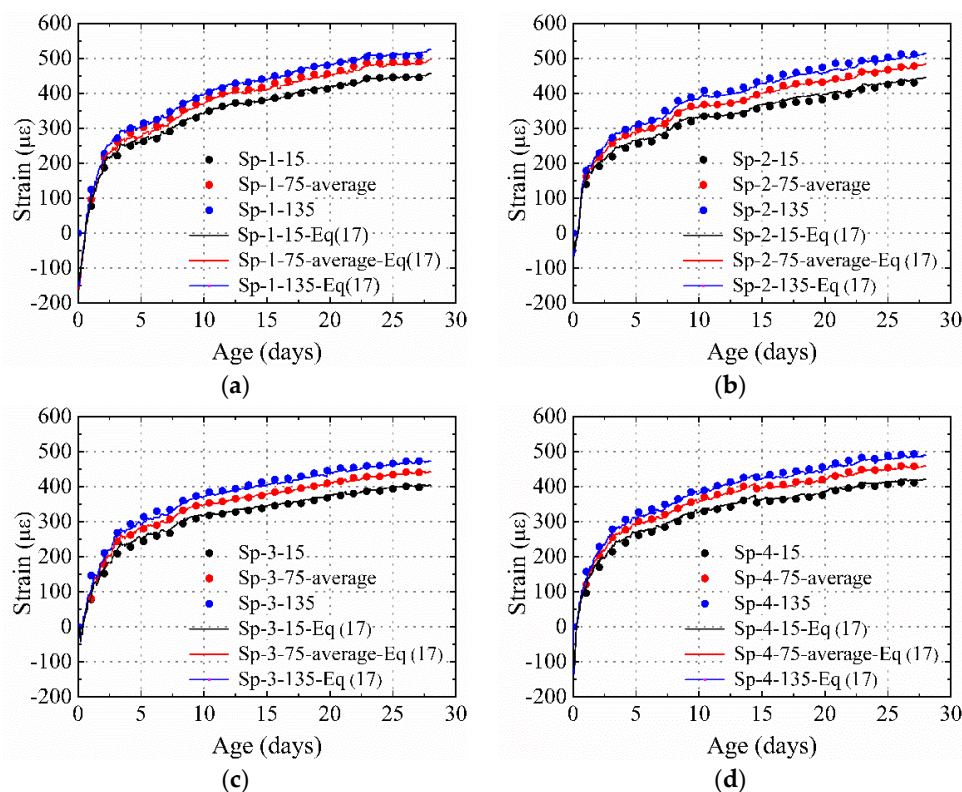 600
500
400
300
200
100
0
-100
-200
Strain (με)
Sp-1-15
Sp-1-75-average
Sp-1-135
Sp-1-15-Eq(17)
Sp-1-75-average-Eq(17)
Sp-1-135-Eq(17)
0 5 10 15 20 25 30
Age (days)
(a)
600
500
400
300
200
100
0
-100
-200
Strain (με)
Sp-2-15
Sp-2-75-average
Sp-2-135
Sp-2-15-Eq (17)
Sp-2-75-average-Eq (17)
Sp-2-135-Eq (17)
0 5 10 15 20 25 30
Age (days)
(b)
600
500
400
300
200
100
0
-100
-200
Strain (με)
Sp-3-15
Sp-3-75-average
Sp-3-135
Sp-3-15-Eq (17)
Sp-3-75-average-Eq (17)
Sp-3-135-Eq (17)
0 5 10 15 20 25 30
Age (days)
(c)
600
500
400
300
200
100
0
-100
-200
Strain (με)
Sp-4-15
Sp-4-75-average
Sp-4-135
Sp-4-15-Eq (17)
Sp-4-75-average-Eq (17)
Sp-4-135-Eq (17)
0 5 10 15 20 25 30
Age (days)
(d)